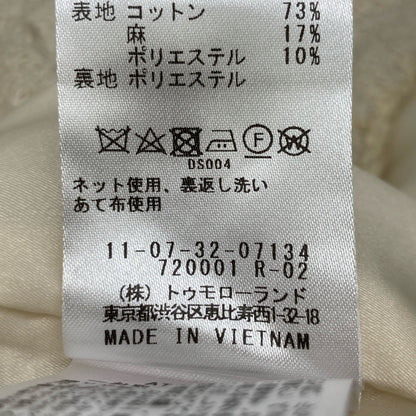 表地 コットン 73%
麻 17%
ポリエステル 10%
裏地 ポリエステル
F W
DS004
ネット使用、裏返し洗い
あて布使用
11-07-32-07134
720001 R-02
(株) トゥモローランド
東京都渋谷区恵比寿西1-32-18
MADE IN VIETNAM